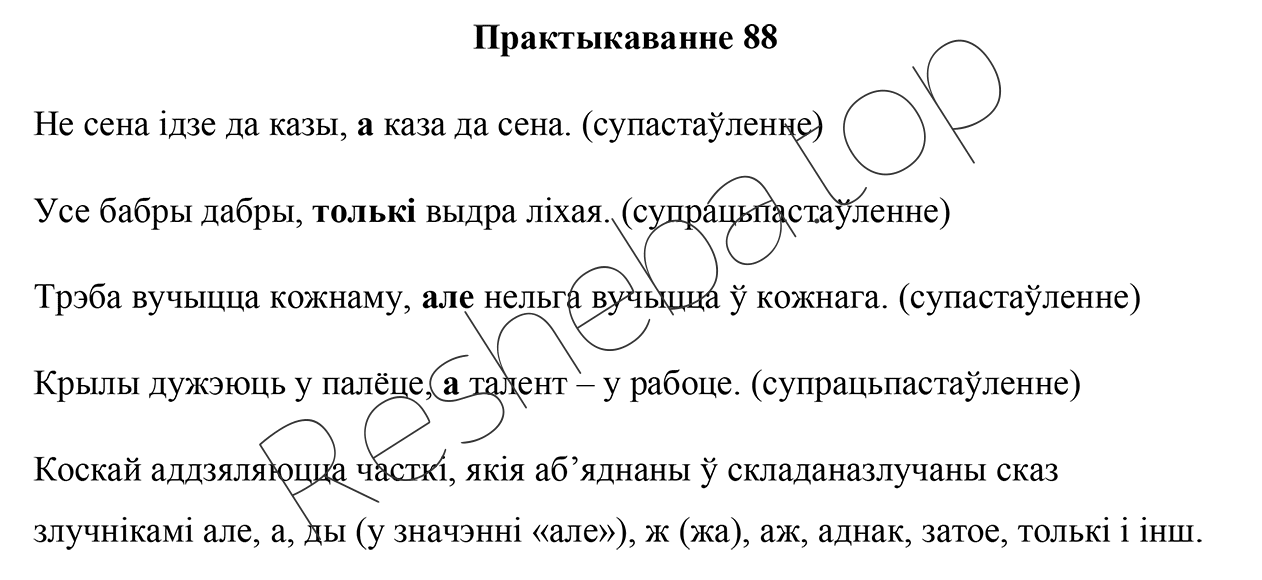 Практыкаванне 88
Не сена ідзе да казы, а каза да сена. (супастаўленне)
Усе бабры дабры, толькі выдра ліхая. (супрацьпастаўленне)
Трэба вучыцца кожнаму, але нельга вучыцца ў кожнага. (супастаўленне)
Крылы дужэюць у палёце, а талент – у рабоце. (супрацьпастаўленне)
Коскай аддзяляюцца часткі, якія аб’яднаны ў складаназлучаны сказ
злучнікамі але, а, ды (у значэнні «але»), ж (жа), аж, аднак, затое, толькі і інш.
Resheba.top